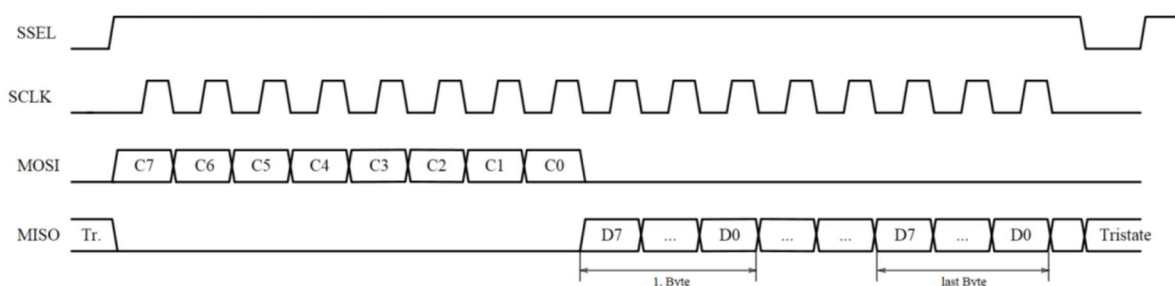 SSEL
SCLK
MOSI C7 C6 C5 C4 C3 C2 C1 C0
MISO Tr. D7 ... D0 ... ... D7 ... D0 Tristate
1. Byte last Byte